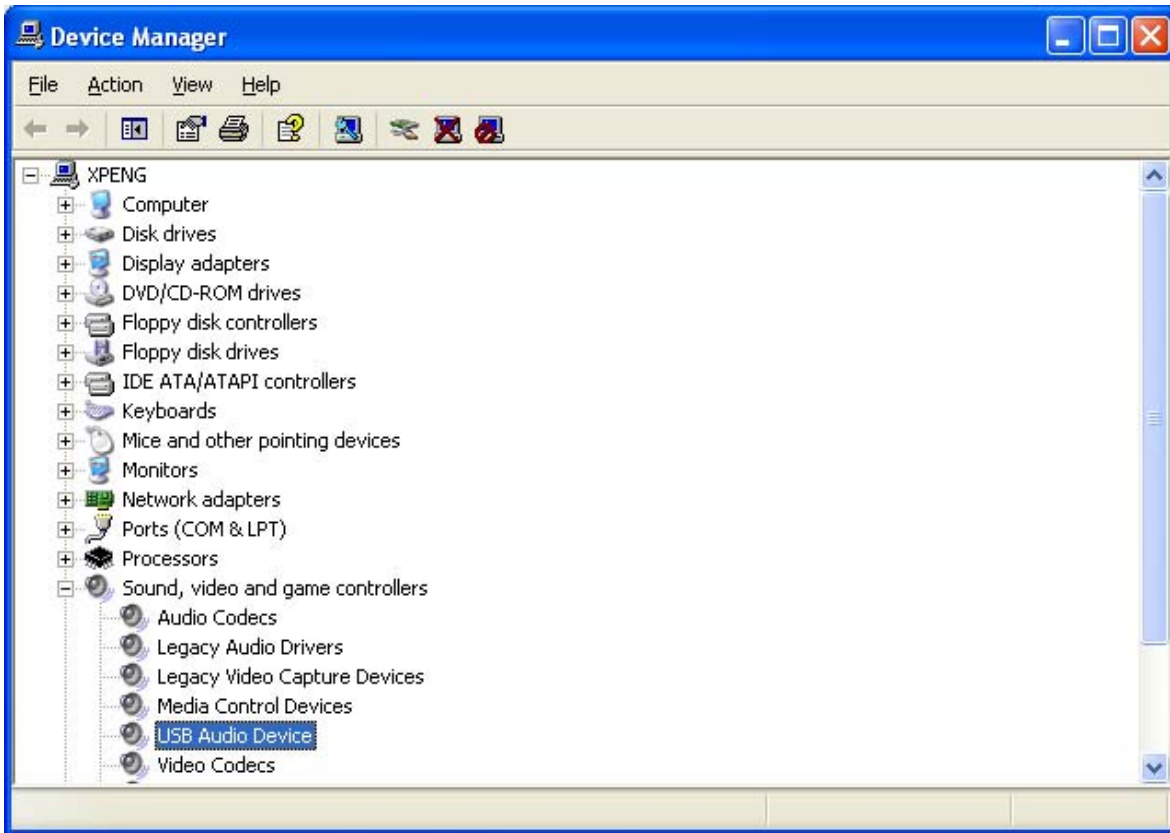 Device Manager
File Action View Help
XPENG
Computer
Disk drives
Display adapters
DVD/CD-ROM drives
Floppy disk controllers
Floppy disk drives
IDE ATA/ATAPI controllers
Keyboards
Mice and other pointing devices
Monitors
Network adapters
Ports (COM & LPT)
Processors
Sound, video and game controllers
Audio Codecs
Legacy Audio Drivers
Legacy Video Capture Devices
Media Control Devices
USB Audio Device
Video Codecs